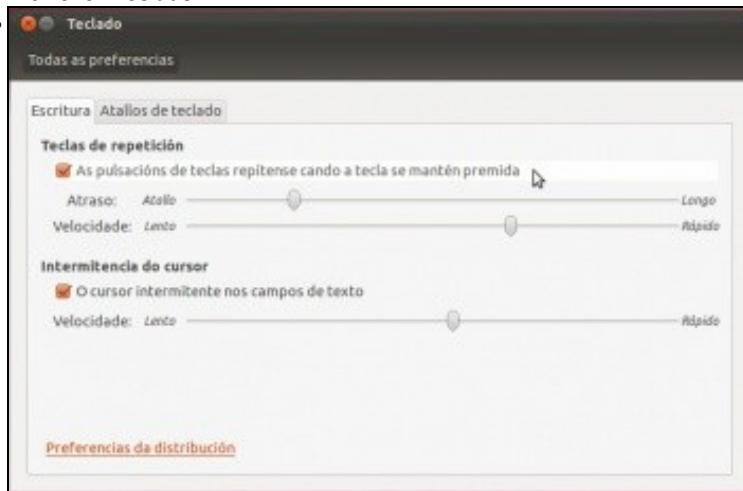 Teclado
Todas as preferencias
Escritura Atallos de teclado
Teclas de repetición
As pulsacións de teclas repítense cando a tecla se mantén premida
Atraso: Atallo Longo
Velocidade: Lento Rápido
Intermitencia do cursor
O cursor intermitente nos campos de texto
Velocidade: Lento Rápido
Preferencias da distribución